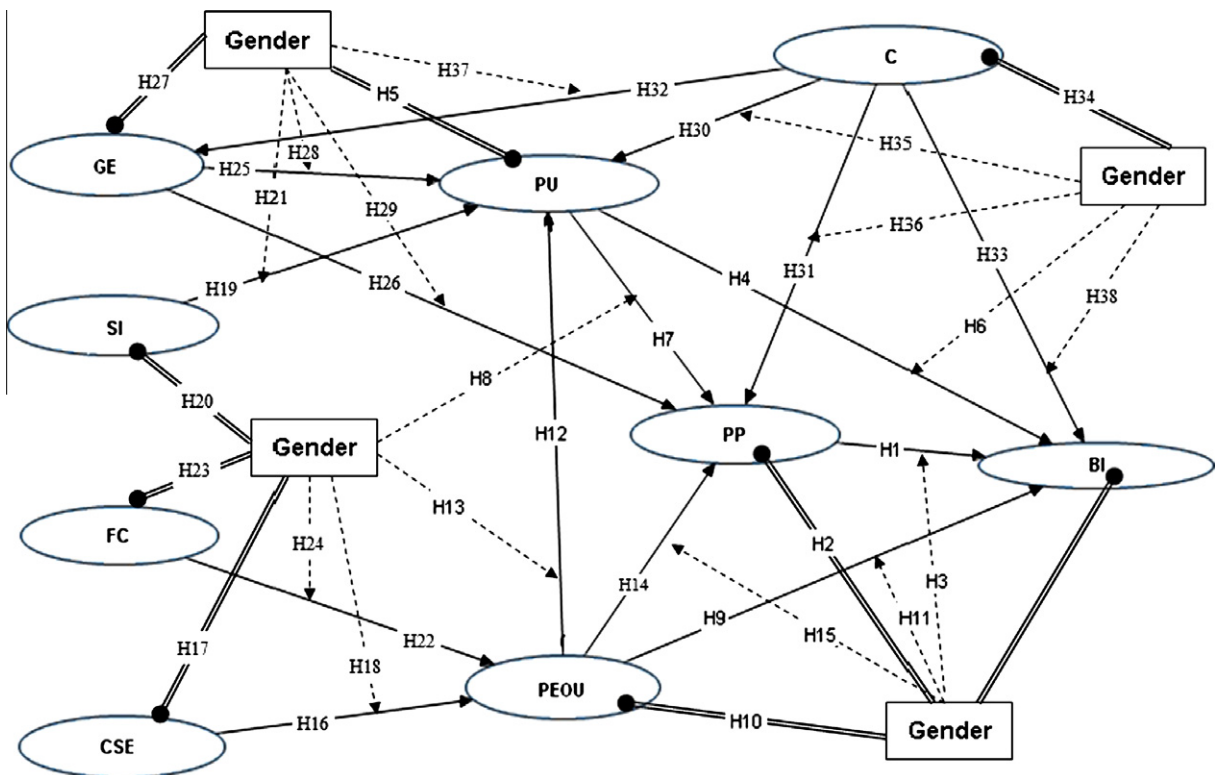 Gender
C
H27
H37
H5
H32
H34
H30
H35
GE
H25
H28
PU
Gender
H21
H29
H36
H19
H26
H4
H31
H33
H38
SI
H7
H6
H8
H20
H12
PP
H1
BI
Gender
H23
H13
FC
H24
H2
H3
H14
H9
H11
H15
H17
H22
H18
PEOU
H16
H10
Gender
CSE